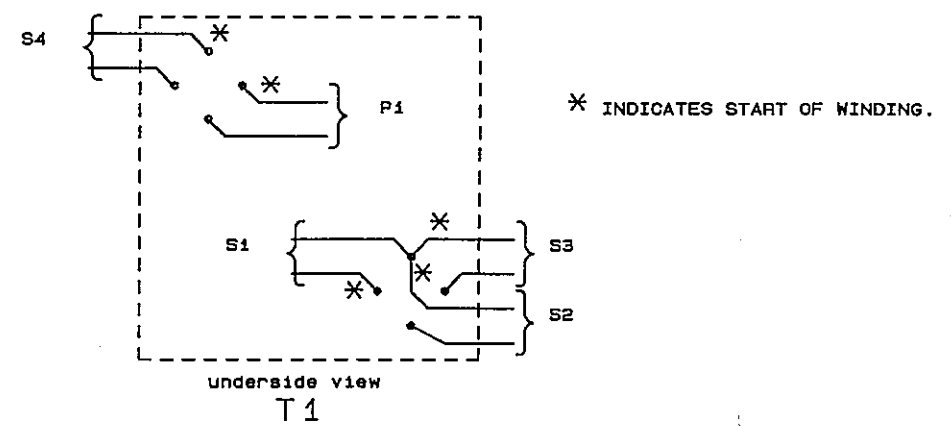 S4
P1
* INDICATES START OF WINDING.
S1
S3
S2
underside view
T1